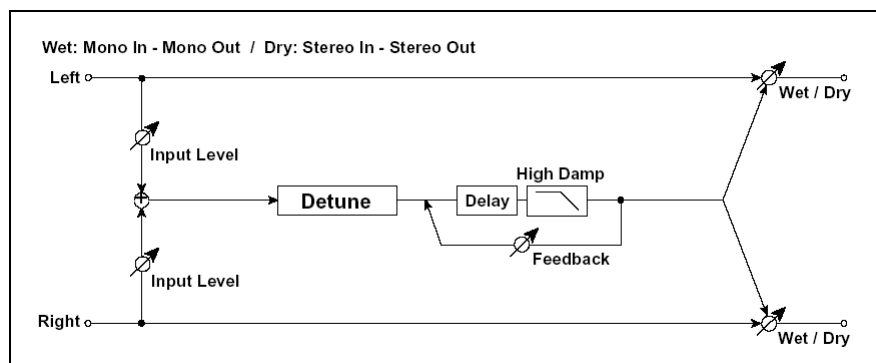 Wet: Mono In - Mono Out / Dry: Stereo In - Stereo Out
Left
Wet / Dry
Input Level
High Damp
Detune
Delay
Feedback
Input Level
Right
Wet / Dry